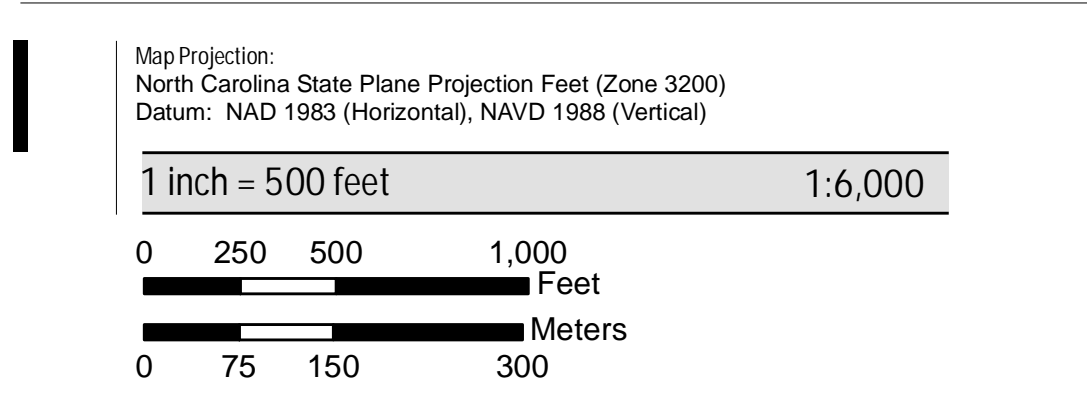 Map Projection:
North Carolina State Plane Projection Feet (Zone 3200)
Datum: NAD 1983 (Horizontal), NAVD 1988 (Vertical)
1 inch = 500 feet 1:6,000
0 250 500 1,000
Feet
Meters
0 75 150 300